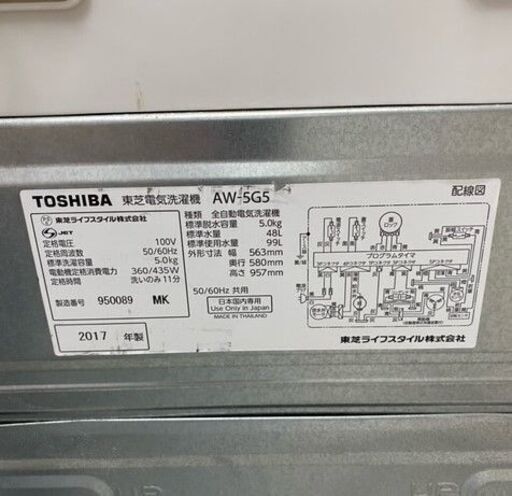 TOSHIBA 東芝電気洗濯機 AW-5G5
東芝ライフスタイル株式会社
JET
定格電圧 100V
定格周波数 50/60Hz
標準洗濯容量 5.0kg
電動機定格消費電力 360/435W
定格時間 洗いのみ 11分
製造番号 950089 MK
2017 年製
種類 全自動電気洗濯機
標準脱水容量 5.0kg
標準水量 48L
標準使用水量 99L
外形寸法 幅 563mm
奥行 580mm
高さ 957mm
50/60Hz 共用
日本国内専用
Use Only in Japan
MADE IN THAILAND
配線図
プログラムタイマ
東芝ライフスタイル株式会社